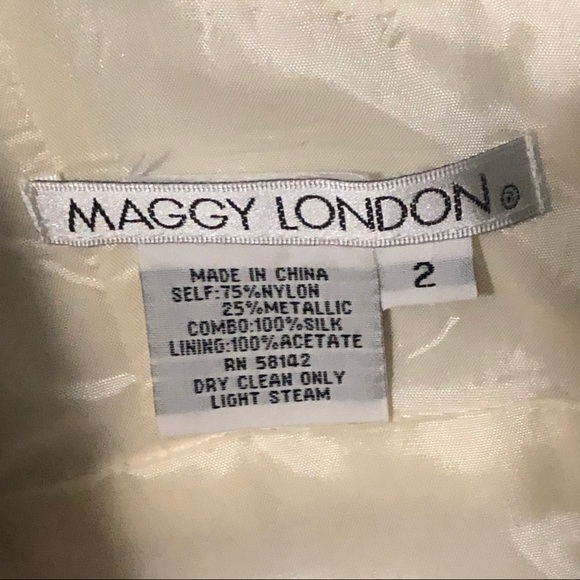 MAGGY LONDON®
2
MADE IN CHINA
SELF:75%NYLON
25%METALLIC
COMBO:100%SILK
LINING:100%ACETATE
RN 58142
DRY CLEAN ONLY
LIGHT STEAM